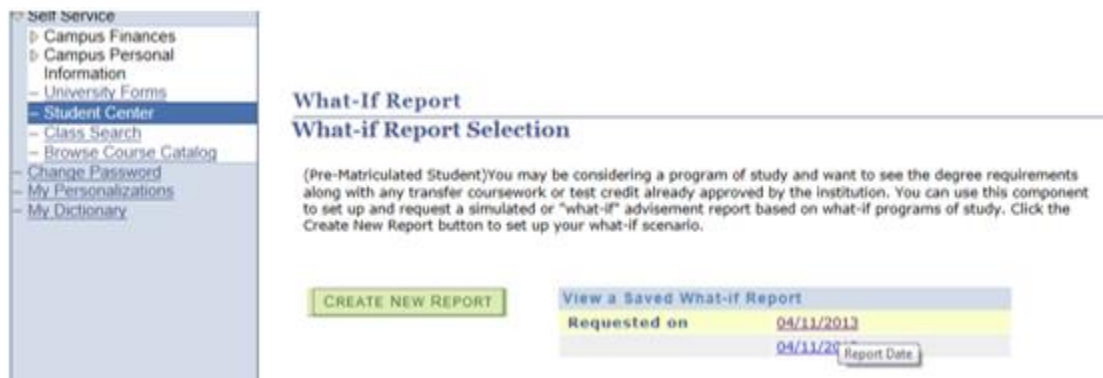 Self Service
Campus Finances
Campus Personal
Information
University Forms
Student Center
Class Search
Browse Course Catalog
Change Password
My Personalizations
My Dictionary
What-If Report
What-if Report Selection
(Pre-Matriculated Student)You may be considering a program of study and want to see the degree requirements
along with any transfer coursework or test credit already approved by the institution. You can use this component
to set up and request a simulated or "what-if" advisement report based on what-if programs of study. Click the
Create New Report button to set up your what-if scenario.
CREATE NEW REPORT
View a Saved What-if Report
Requested on 04/11/2013
Report Date